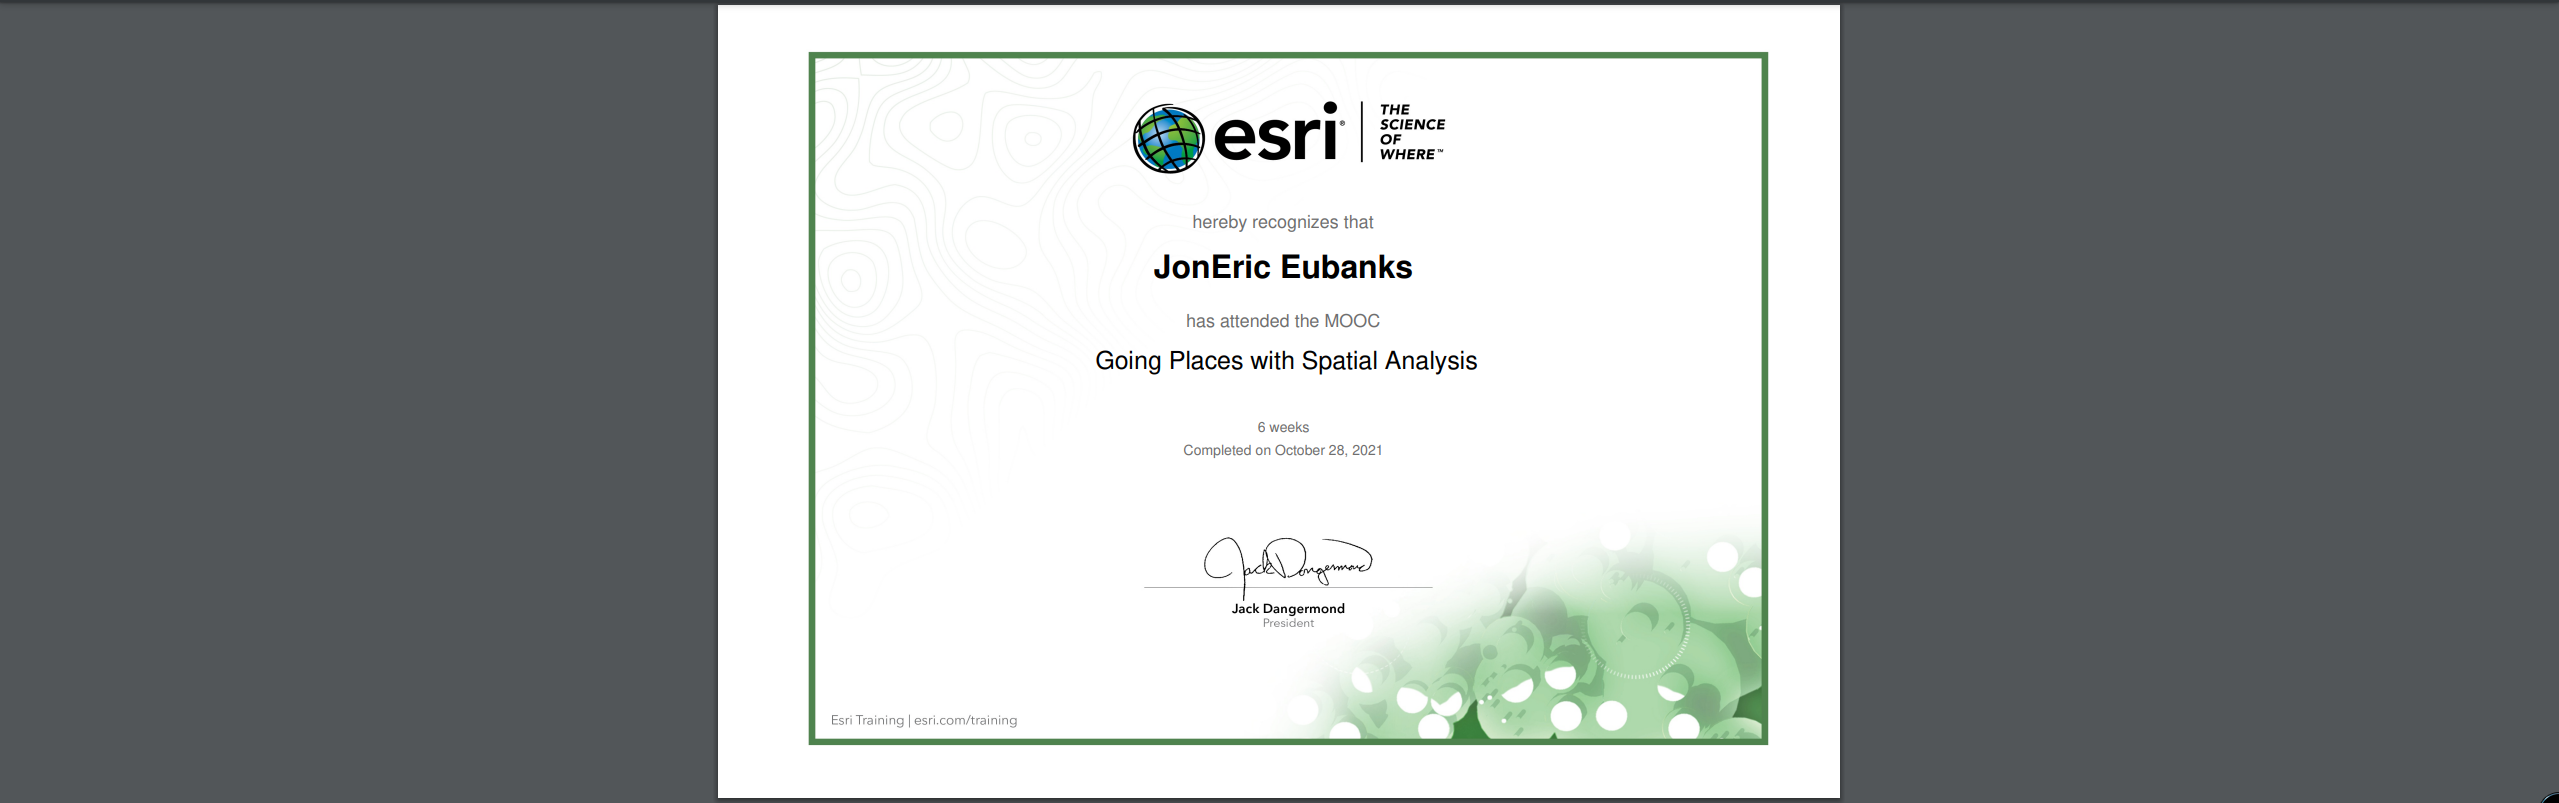 esri®
THE
SCIENCE
OF
WHERE™
hereby recognizes that
JonEric Eubanks
has attended the MOOC
Going Places with Spatial Analysis
6 weeks
Completed on October 28, 2021
Jack Dangermond
Jack Dangermond
President
Esri Training | esri.com/training